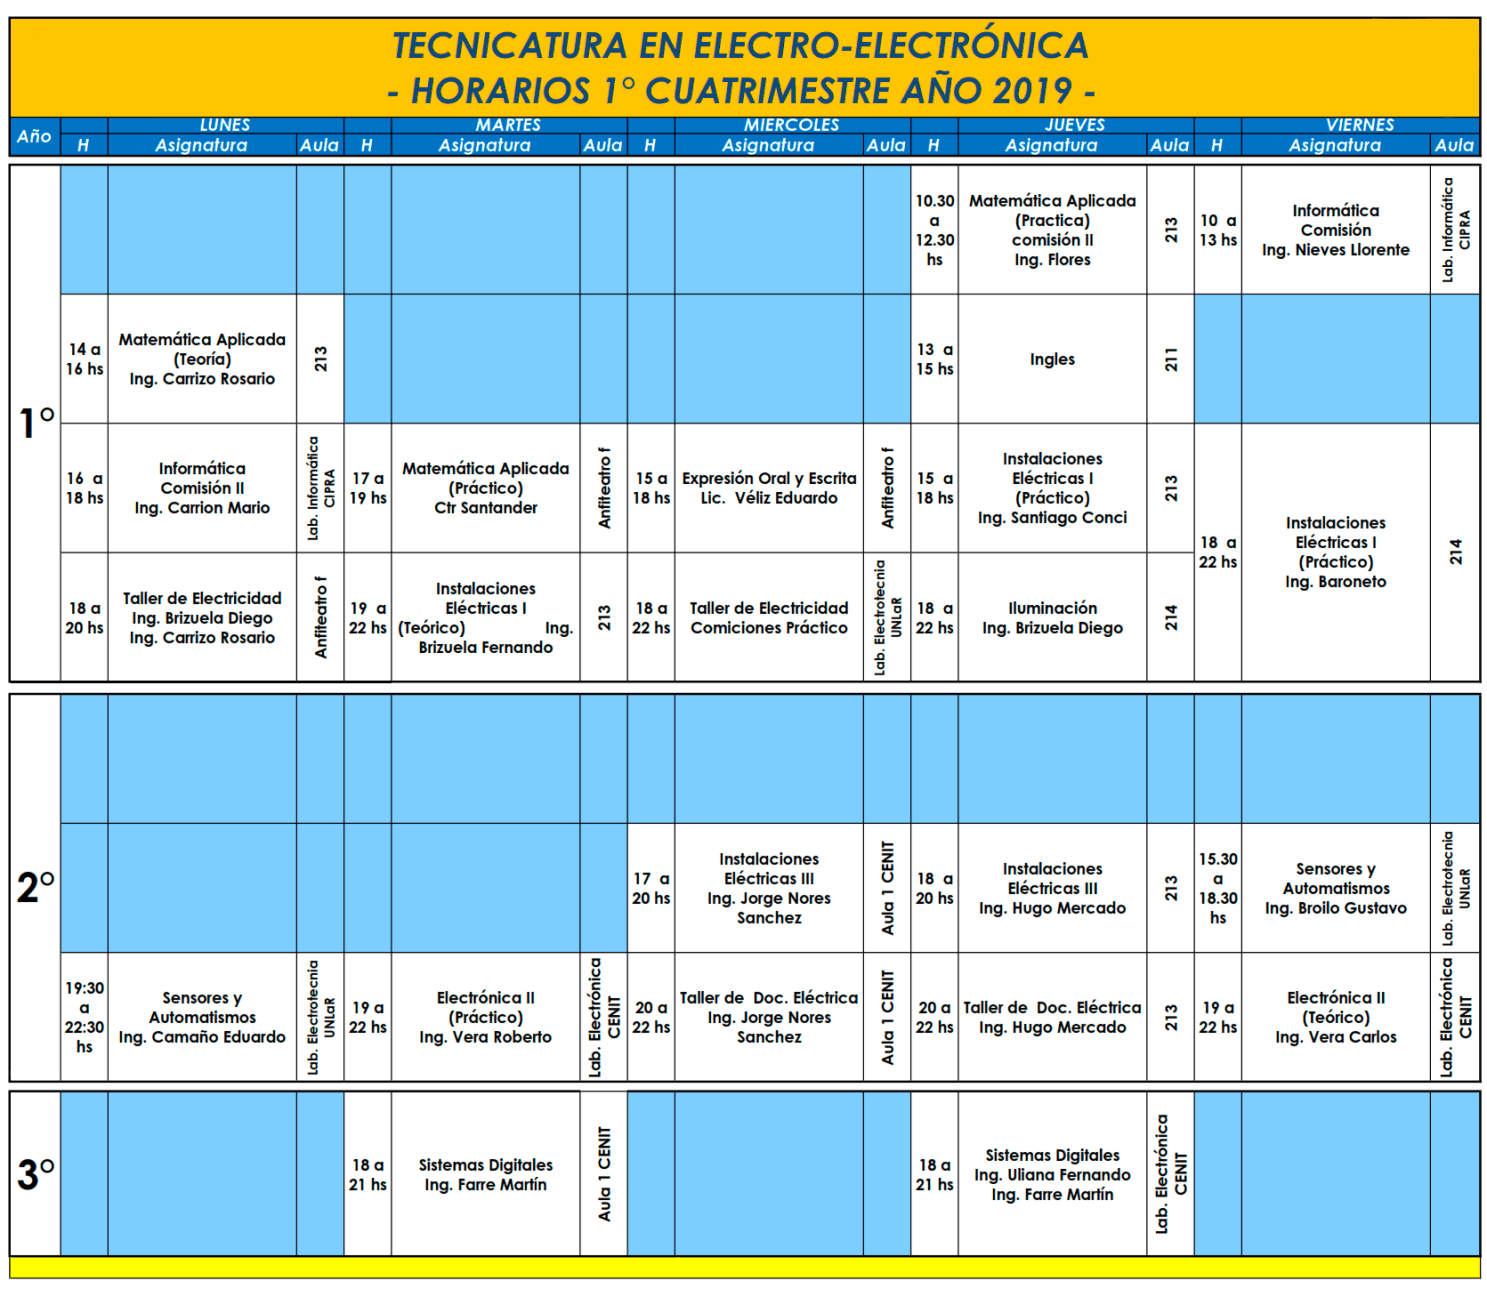 TECNICATURA EN ELECTRO-ELECTRÓNICA
- HORARIOS 1° CUATRIMESTRE AÑO 2019 -
Año
LUNES
MARTES
MIERCOLES
JUEVES
VIERNES
H
Asignatura
Aula
H
Asignatura
Aula
H
Asignatura
Aula
H
Asignatura
Aula
H
Asignatura
Aula
1°
10.30
a
12.30
hs
Matemática Aplicada
(Practica)
comisión II
Ing. Flores
213
10 a
13 hs
Informática
Comisión
Ing. Nieves Llorente
Lab. Informática
CIPRA
14 a
16 hs
Matemática Aplicada
(Teoría)
Ing. Carrizo Rosario
213
13 a
15 hs
Ingles
211
16 a
18 hs
Informática
Comisión II
Ing. Carrion Mario
Lab. Informática
CIPRA
17 a
19 hs
Matemática Aplicada
(Práctico)
Ctr Santander
Anfiteatro f
15 a
18 hs
Expresión Oral y Escrita
Lic. Véliz Eduardo
Anfiteatro f
15 a
18 hs
Instalaciones
Eléctricas I
(Práctico)
Ing. Santiago Conci
213
18 a
22 hs
Instalaciones
Eléctricas I
(Práctico)
Ing. Baroneto
214
18 a
20 hs
Taller de Electricidad
Ing. Brizuela Diego
Ing. Carrizo Rosario
Anfiteatro f
19 a
22 hs
Instalaciones
Eléctricas I
(Teórico) Ing.
Brizuela Fernando
213
18 a
22 hs
Taller de Electricidad
Comiciones Práctico
Lab. Electrotecnia
UNLaR
18 a
22 hs
Iluminación
Ing. Brizuela Diego
214
2°
17 a
20 hs
Instalaciones
Eléctricas III
Ing. Jorge Nores
Sanchez
Aula 1 CENIT
18 a
20 hs
Instalaciones
Eléctricas III
Ing. Hugo Mercado
213
15.30
a
18.30
hs
Sensores y
Automatismos
Ing. Broilo Gustavo
Lab. Electrotecnia
UNLaR
19:30
a
22:30
hs
Sensores y
Automatismos
Ing. Camaño Eduardo
Lab. Electrotecnia
UNLaR
19 a
22 hs
Electrónica II
(Práctico)
Ing. Vera Roberto
Lab. Electrónica
CENIT
20 a
22 hs
Taller de Doc. Eléctrica
Ing. Jorge Nores
Sanchez
Aula 1 CENIT
20 a
22 hs
Taller de Doc. Eléctrica
Ing. Hugo Mercado
213
19 a
22 hs
Electrónica II
(Teórico)
Ing. Vera Carlos
Lab. Electrónica
CENIT
3°
18 a
21 hs
Sistemas Digitales
Ing. Farre Martín
Aula 1 CENIT
18 a
21 hs
Sistemas Digitales
Ing. Uliana Fernando
Ing. Farre Martín
Lab. Electrónica
CENIT